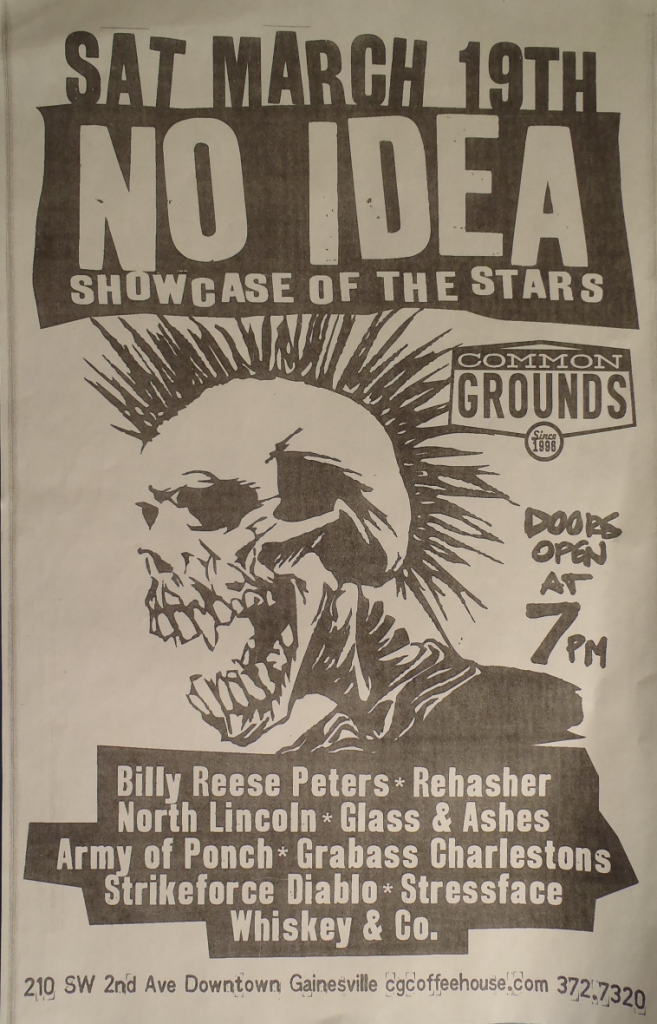 SAT MARCH 19TH
NO IDEA
SHOWCASE OF THE STARS
COMMON
GROUNDS
Since
1996
DOORS
OPEN
AT
7PM
Billy Reese Peters * Rehasher
North Lincoln * Glass & Ashes
Army of Ponch * Grabass Charlestons
Strikeforce Diablo * Stressface
Whiskey & Co.
210 SW 2nd Ave Downtown Gainesville cgcoffeehouse.com 372.7320